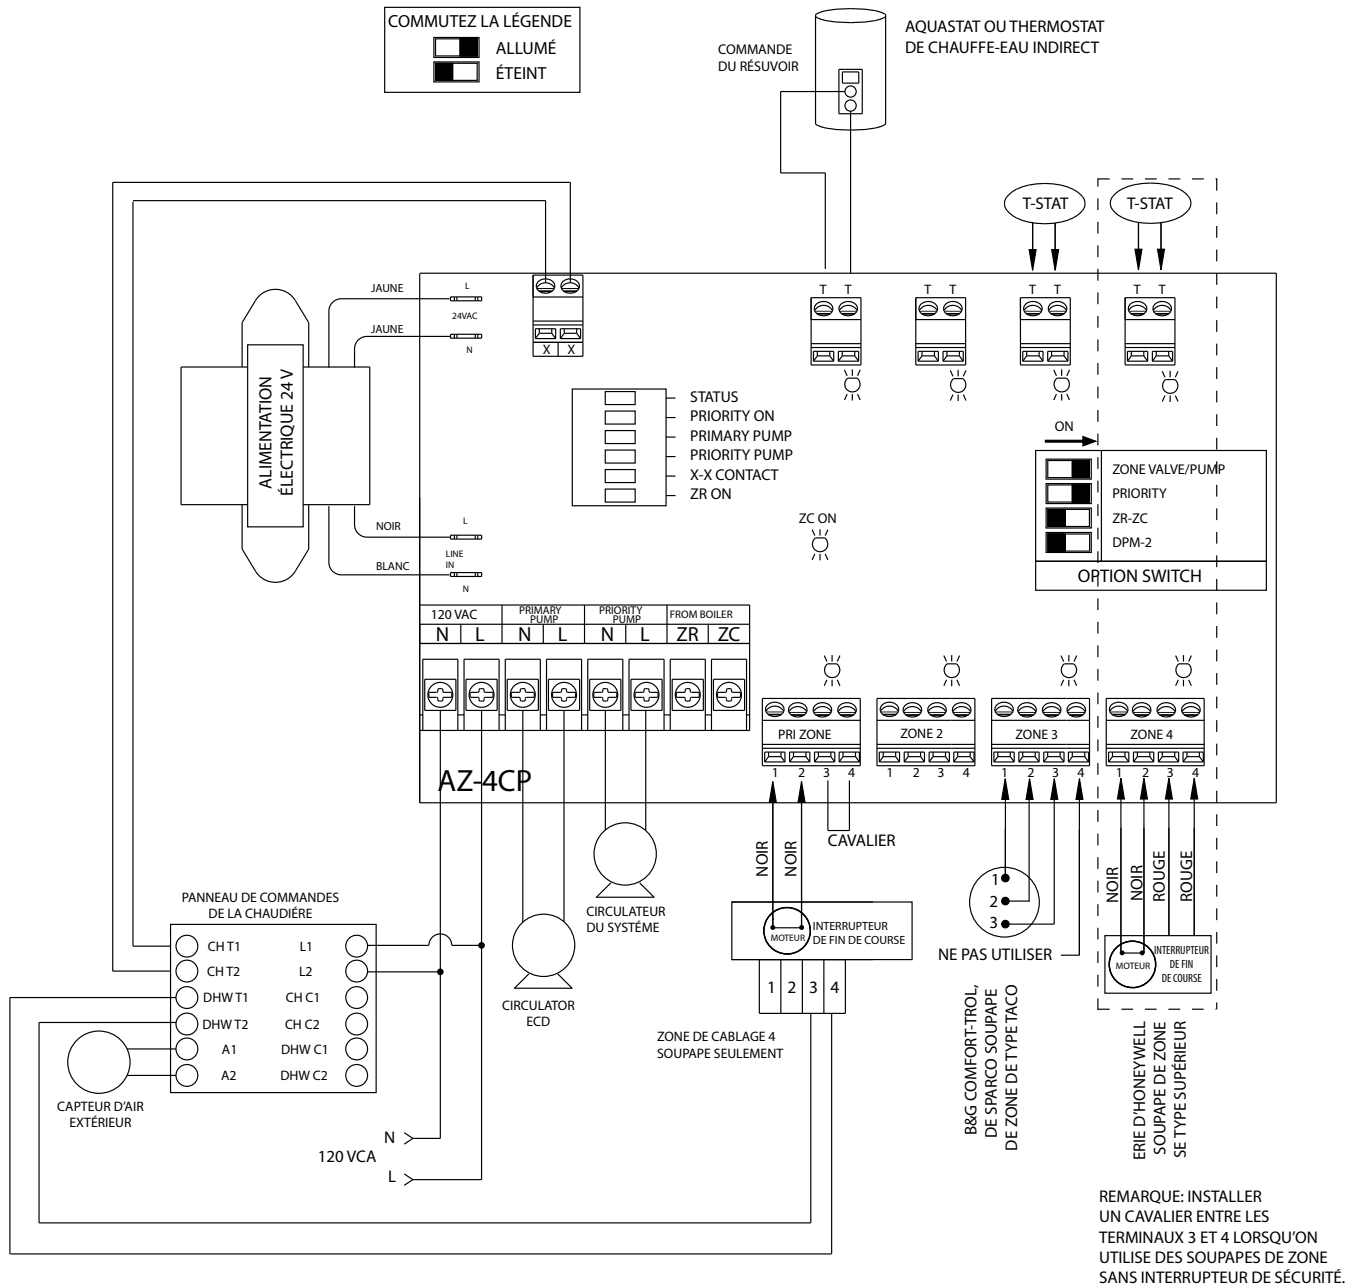 COMMUTEZ LA LÉGENDE
ALLUMÉ
ÉTEINT
COMMANDE
DU RÉSUVOIR
AQUASTAT OU THERMOSTAT
DE CHAUFFE-EAU INDIRECT
T-STAT
T-STAT
JAUNE
L
24VAC
JAUNE
N
X X
T T
T T
T T
T T
ALIMENTATION
ÉLECTRIQUE 24 V
STATUS
PRIORITY ON
PRIMARY PUMP
PRIORITY PUMP
X-X CONTACT
ZR ON
ZC ON
ON
ZONE VALVE/PUMP
PRIORITY
ZR-ZC
DPM-2
OPTION SWITCH
NOIR
L
LINE
IN
BLANC
N
120 VAC
PRIMARY
PUMP
PRIORITY
PUMP
FROM BOILER
N L N L N L ZR ZC
AZ-4CP
PRI ZONE
1 2 3 4
ZONE 2
1 2 3 4
ZONE 3
1 2 3 4
ZONE 4
1 2 3 4
CAVALIER
NOIR
NOIR
MOTEUR
INTERRUPTEUR
DE FIN DE COURSE
1 2 3 4
ZONE DE CABLAGE 4
SOUPAPE SEULEMENT
1
2
3
NE PAS UTILISER
B&G COMFORT-TROL,
DE SPARCO SOUPAPE
DE ZONE DE TYPE TACO
NOIR
NOIR
ROUGE
ROUGE
MOTEUR
INTERRUPTEUR
DE FIN
DE COURSE
ERIE D'HONEYWELL
SOUPAPE DE ZONE
SE TYPE SUPÉRIEUR
CIRCULATEUR
DU SYSTÉME
CIRCULATOR
ECD
PANNEAU DE COMMANDES
DE LA CHAUDIÉRE
CH T1 L1
CH T2 L2
DHW T1 CH C1
DHW T2 CH C2
A1 DHW C1
A2 DHW C2
CAPTEUR D'AIR
EXTÉRIEUR
N
120 VCA
L
REMARQUE: INSTALLER
UN CAVALIER ENTRE LES
TERMINAUX 3 ET 4 LORSQU'ON
UTILISE DES SOUPAPES DE ZONE
SANS INTERRUPTEUR DE SÉCURITÉ.